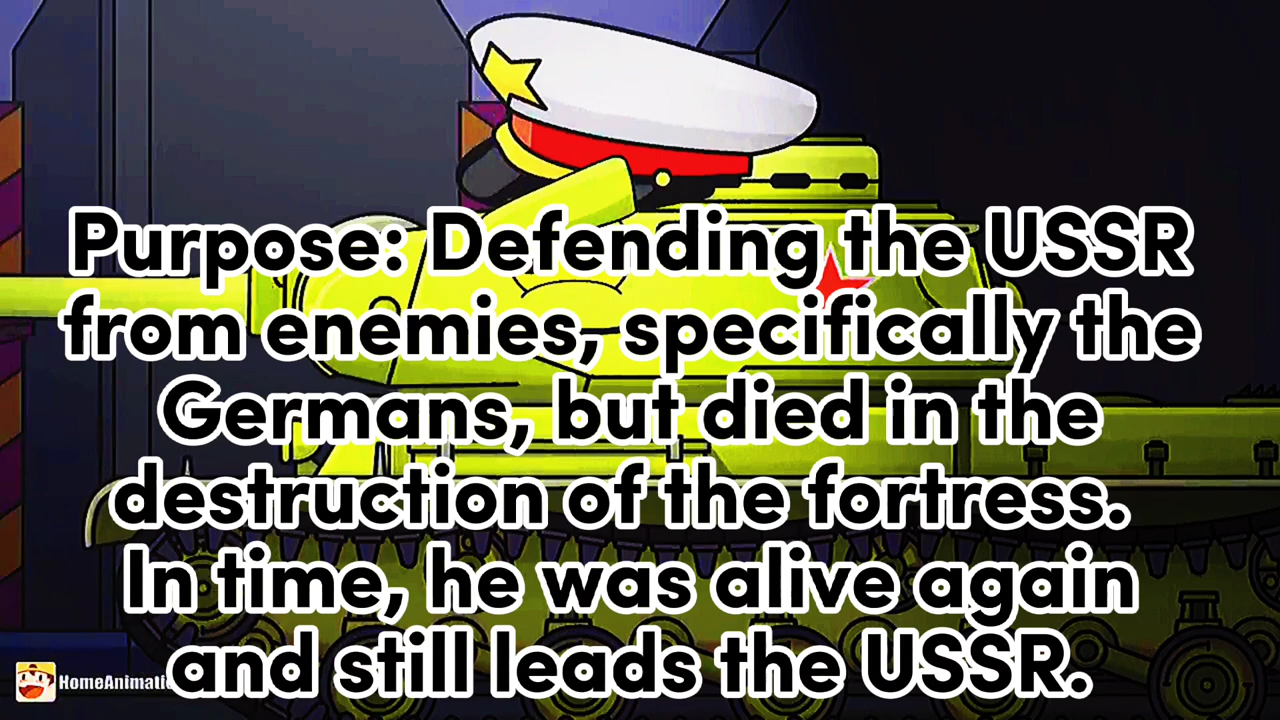 Purpose: Defending the USSR
from enemies, specifically the
Germans, but died in the
destruction of the fortress.
In time, he was alive again
and still leads the USSR.